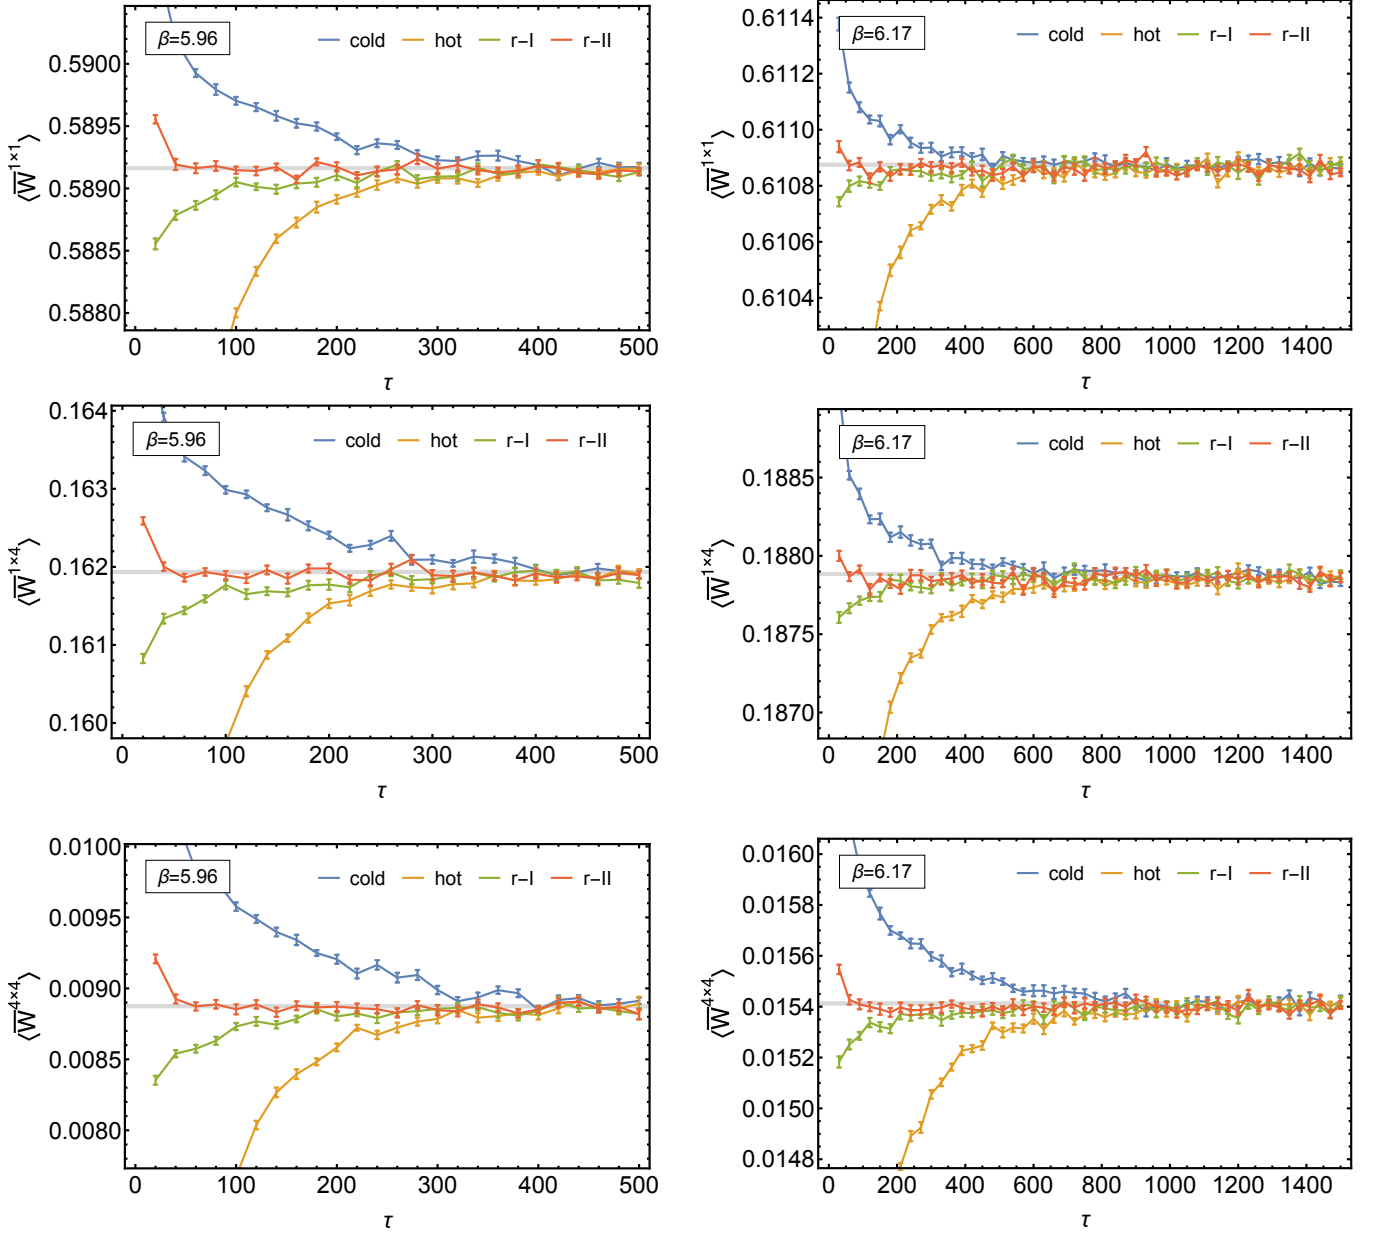 β=5.96 cold hot r-I r-II
0.5900
0.5895
0.5890
0.5885
0.5880
⟨W̅^{1×1}⟩
0 100 200 300 400 500
τ
β=6.17 cold hot r-I r-II
0.6114
0.6112
0.6110
0.6108
0.6106
0.6104
⟨W̅^{1×1}⟩
0 200 400 600 800 1000 1200 1400
τ
β=5.96 cold hot r-I r-II
0.164
0.163
0.162
0.161
0.160
⟨W̅^{1×4}⟩
0 100 200 300 400 500
τ
β=6.17 cold hot r-I r-II
0.1885
0.1880
0.1875
0.1870
⟨W̅^{1×4}⟩
0 200 400 600 800 1000 1200 1400
τ
β=5.96 cold hot r-I r-II
0.0100
0.0095
0.0090
0.0085
0.0080
⟨W̅^{4×4}⟩
0 100 200 300 400 500
τ
β=6.17 cold hot r-I r-II
0.0160
0.0158
0.0156
0.0154
0.0152
0.0150
0.0148
⟨W̅^{4×4}⟩
0 200 400 600 800 1000 1200 1400
τ